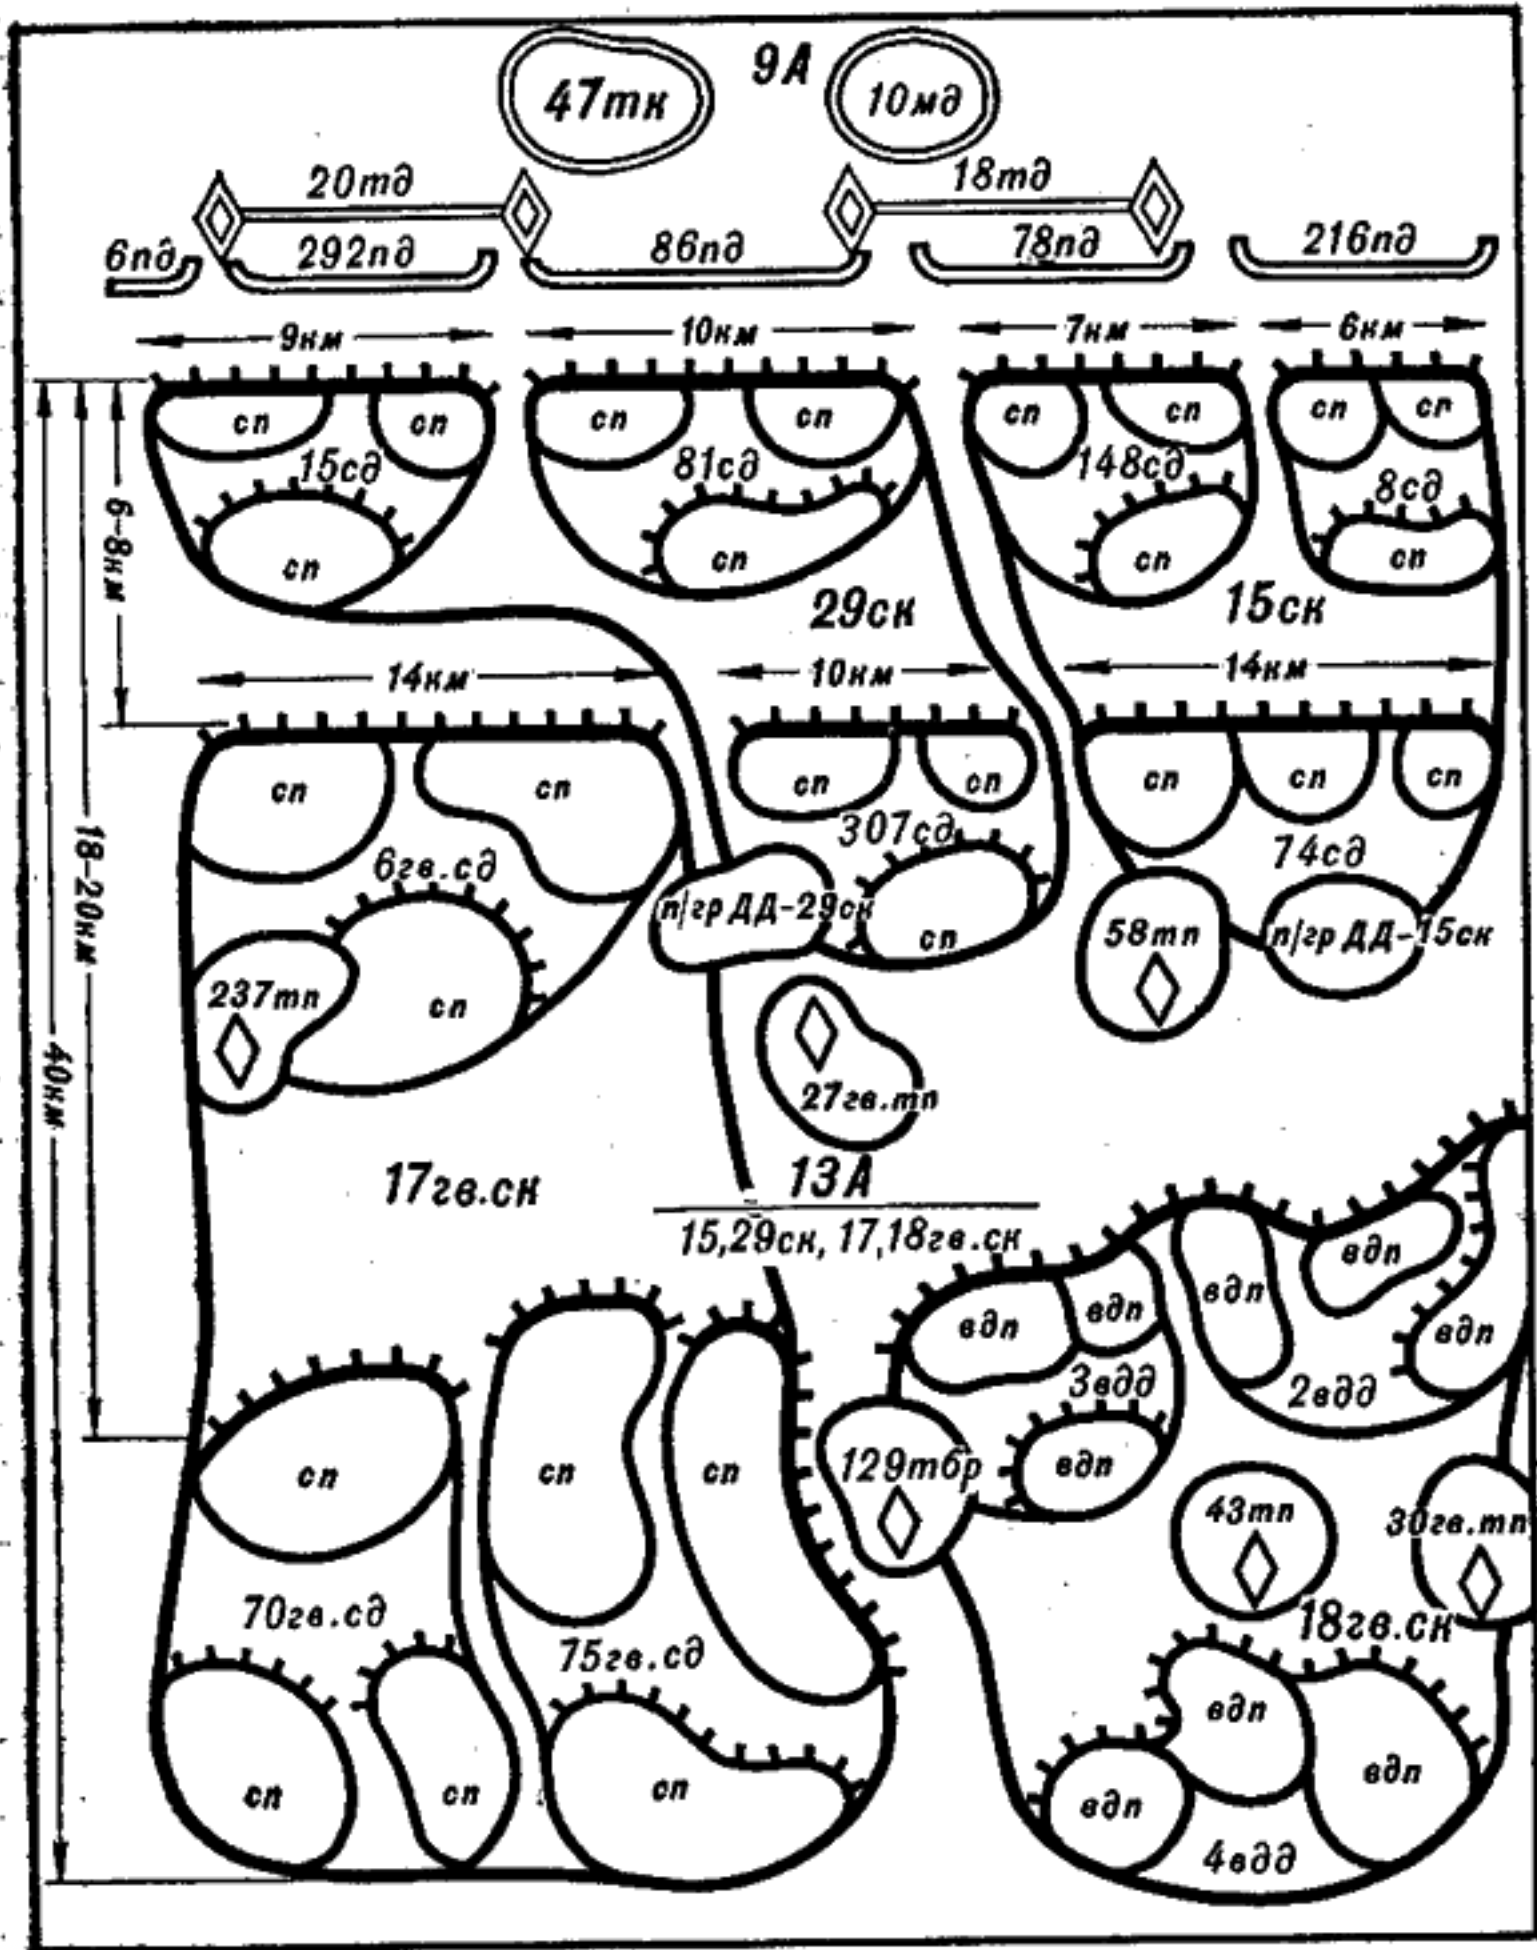 47тк 9А 10мд
20тд 18тд
6пд 292пд 86пд 78пд 216пд
9км 10км 7км 6км
сп сп сп сп сп сп сп сп
15сд 81сд 148сд 8сд
сп сп сп сп
6-8км
29ск 15ск
14км 10км 14км
сп сп сп сп сп сп сп
6гв.сд 307сд 74сд
18-20км
п/гр ДД-29ск сп 58тп п/гр ДД-15ск
237тп сп
40км
27гв.тп
17гв.ск 13А
15,29ск, 17,18гв.ск
вдп вдп вдп вдп вдп
3вдд 2вдд
сп сп сп 129тбр вдп
43тп 30гв.тп
70гв.сд 75гв.сд 18гв.ск
сп сп сп вдп вдп вдп
4вдд